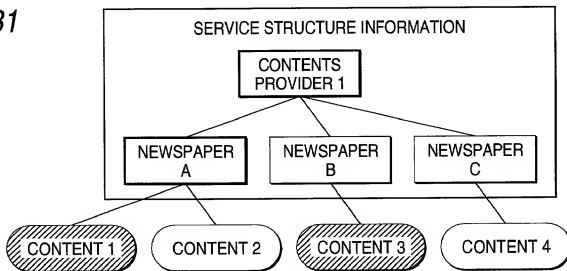 31
SERVICE STRUCTURE INFORMATION
CONTENTS
PROVIDER 1
NEWSPAPER
A
NEWSPAPER
B
NEWSPAPER
C
CONTENT 1
CONTENT 2
CONTENT 3
CONTENT 4